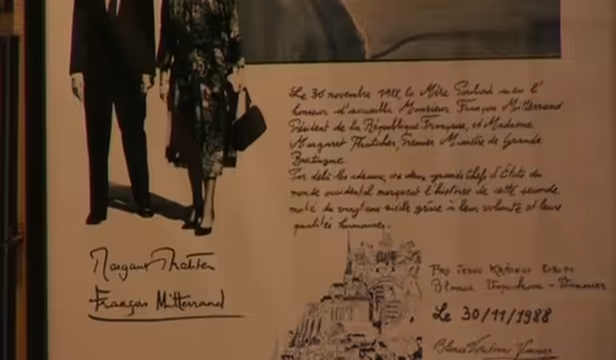 Le 30 novembre 1988 la Mère Poulard a eu l'
honneur d'accueillir Monsieur François Mitterrand
Président de la République Française, et Madame
Margaret Thatcher, Premier Ministre de Grande
Bretagne
Par delà les idéaux, ces deux grands chefs d'États du
monde occidental marquent l'histoire de cette seconde
moitié du vingtième siècle grâce à leur volonté et leurs
qualités humaines.
Margaret Thatcher
François Mitterrand
Le 30/11/1988